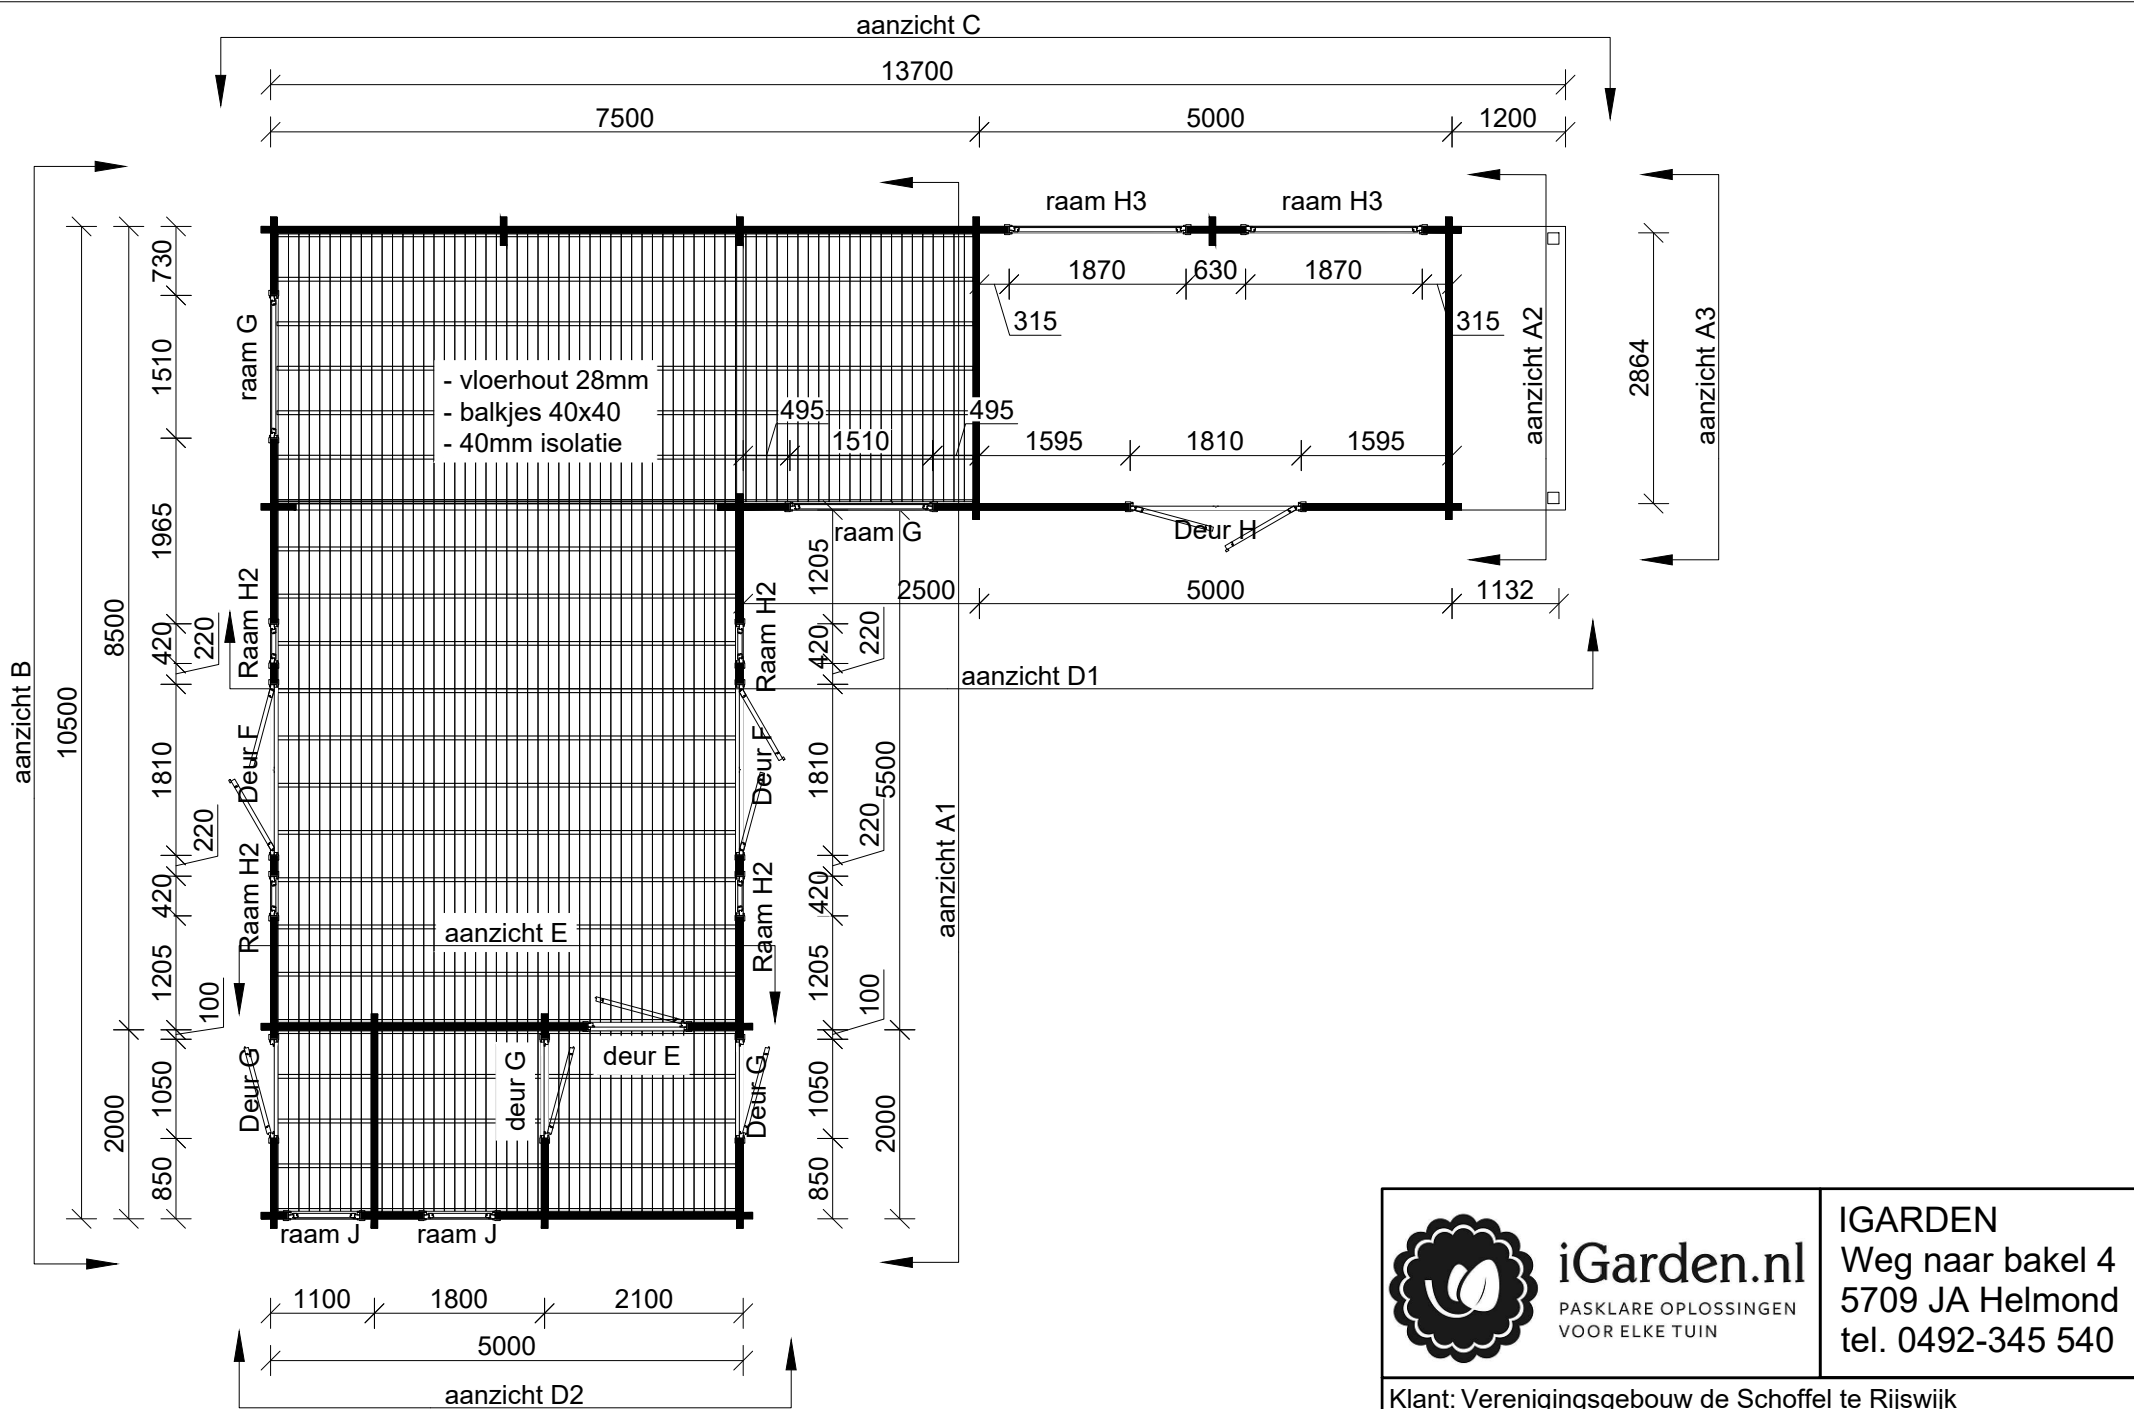 aanzicht C
13700
7500
5000
1200
raam H3
raam H3
1870
630
1870
315
315
730
1510
1965
420
220
1810
220
420
1205
100
1050
850
8500
2000
10500
aanzicht B
raam G
- vloerhout 28mm
- balkjes 40x40
- 40mm isolatie
495
1510
495
1595
1810
1595
aanzicht A2
2864
aanzicht A3
raam G
Deur H
2500
5000
1132
Raam H2
Raam H2
1205
420
220
aanzicht D1
Deur F
Deur F
1810
5500
220
Raam H2
Raam H2
420
aanzicht A1
aanzicht E
1205
100
Deur G
deur G
deur E
Deur G
1050
2000
850
raam J
raam J
1100
1800
2100
5000
aanzicht D2
iGarden.nl
PASKLARE OPLOSSINGEN
VOOR ELKE TUIN
IGARDEN
Weg naar bakel 4
5709 JA Helmond
tel. 0492-345 540
Klant: Verenigingsgebouw de Schoffel te Rijswijk